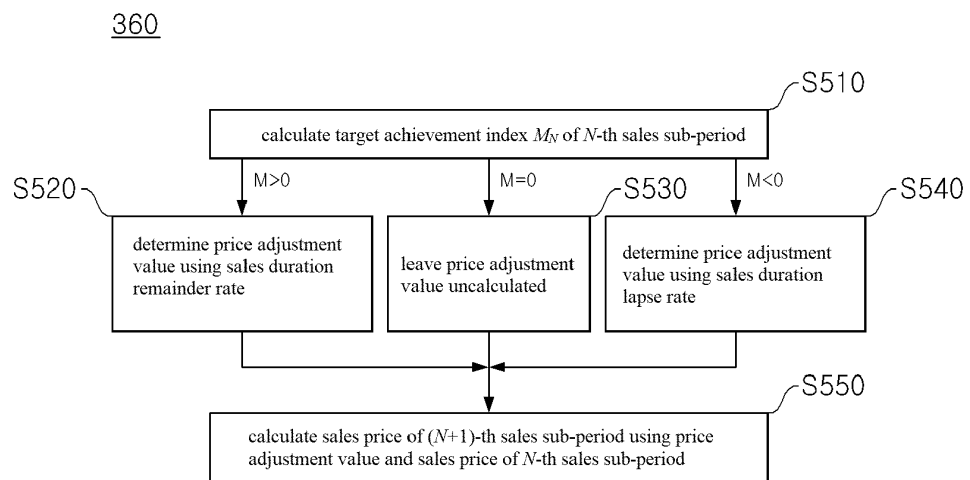 360
S510
calculate target achievement index M_N of N-th sales sub-period
S520
M>0
M=0
S530
M<0
S540
determine price adjustment
value using sales duration
remainder rate
leave price adjustment
value uncalculated
determine price adjustment
value using sales duration
lapse rate
S550
calculate sales price of (N+1)-th sales sub-period using price
adjustment value and sales price of N-th sales sub-period